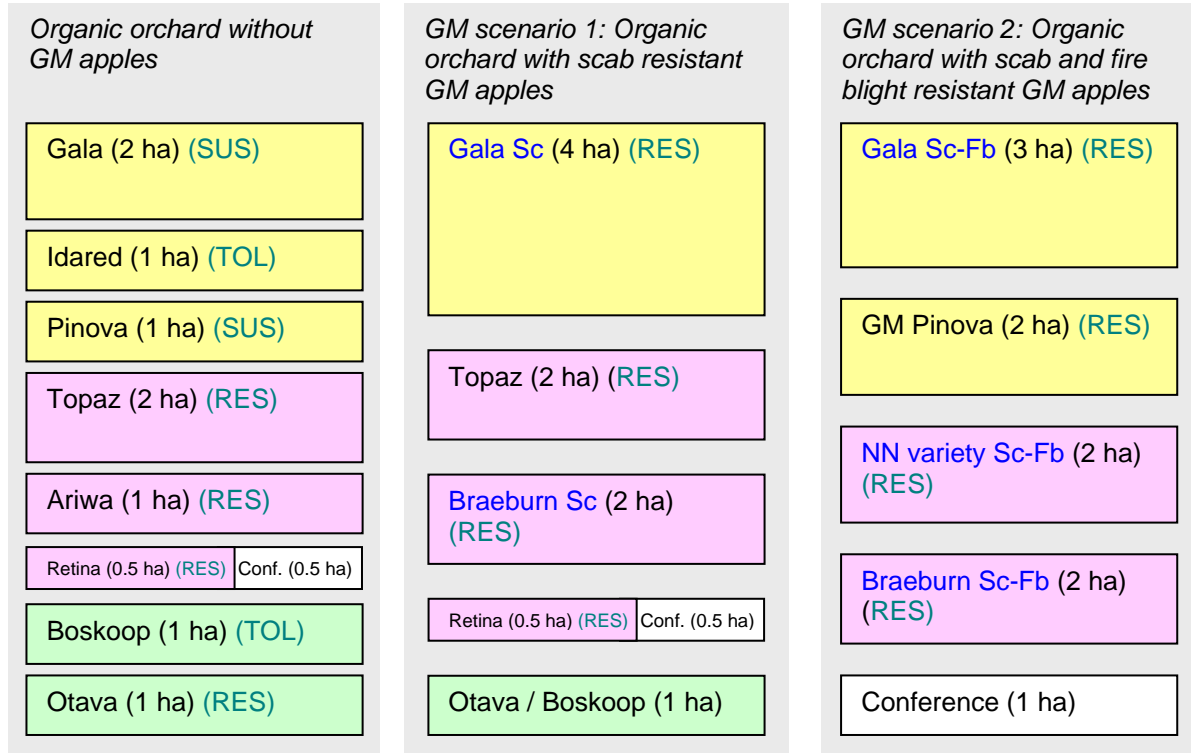 Organic orchard without
GM apples
Gala (2 ha) (SUS)
Idared (1 ha) (TOL)
Pinova (1 ha) (SUS)
Topaz (2 ha) (RES)
Ariwa (1 ha) (RES)
Retina (0.5 ha) (RES) Conf. (0.5 ha)
Boskoop (1 ha) (TOL)
Otava (1 ha) (RES)
GM scenario 1: Organic
orchard with scab resistant
GM apples
Gala Sc (4 ha) (RES)
Topaz (2 ha) (RES)
Braeburn Sc (2 ha)
(RES)
Retina (0.5 ha) (RES) Conf. (0.5 ha)
Otava / Boskoop (1 ha)
GM scenario 2: Organic
orchard with scab and fire
blight resistant GM apples
Gala Sc-Fb (3 ha) (RES)
GM Pinova (2 ha) (RES)
NN variety Sc-Fb (2 ha)
(RES)
Braeburn Sc-Fb (2 ha)
(RES)
Conference (1 ha)